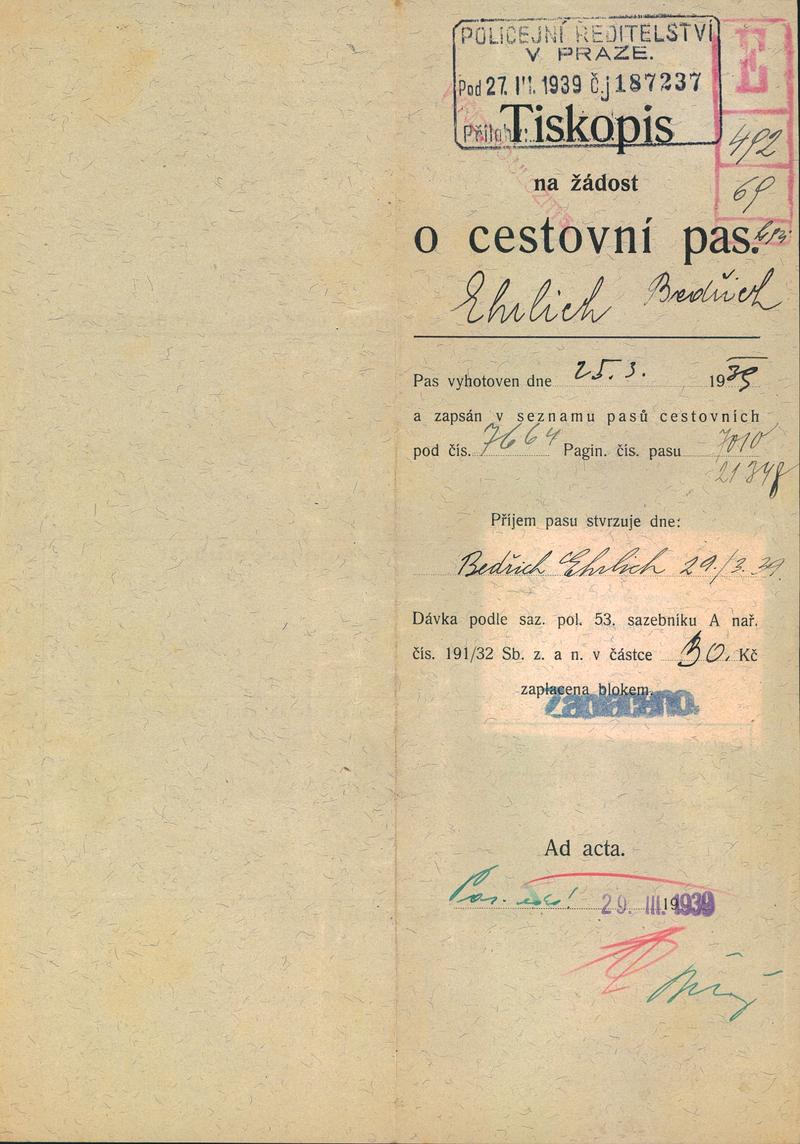 POLICEJNÍ ŘEDITELSTVÍ
V PRAZE.
Pod 27. III. 1939 č.j 187237
Příloh:
E
492
69
Tiskopis
na žádost
o cestovní pas.
Ehrlich Bedřich
Pas vyhotoven dne 25. 3. 1939
a zapsán v seznamu pasů cestovních
pod čís. 7664 Pagin. čís. pasu 7010
21348
Příjem pasu stvrzuje dne:
Bedřich Ehrlich 29./3. 39.
Dávka podle saz. pol. 53. sazebníku A nař.
čís. 191/32 Sb. z. a n. v částce 30. Kč
zaplacena blokem.
Zaplaceno.
Ad acta.
29. III. 1939